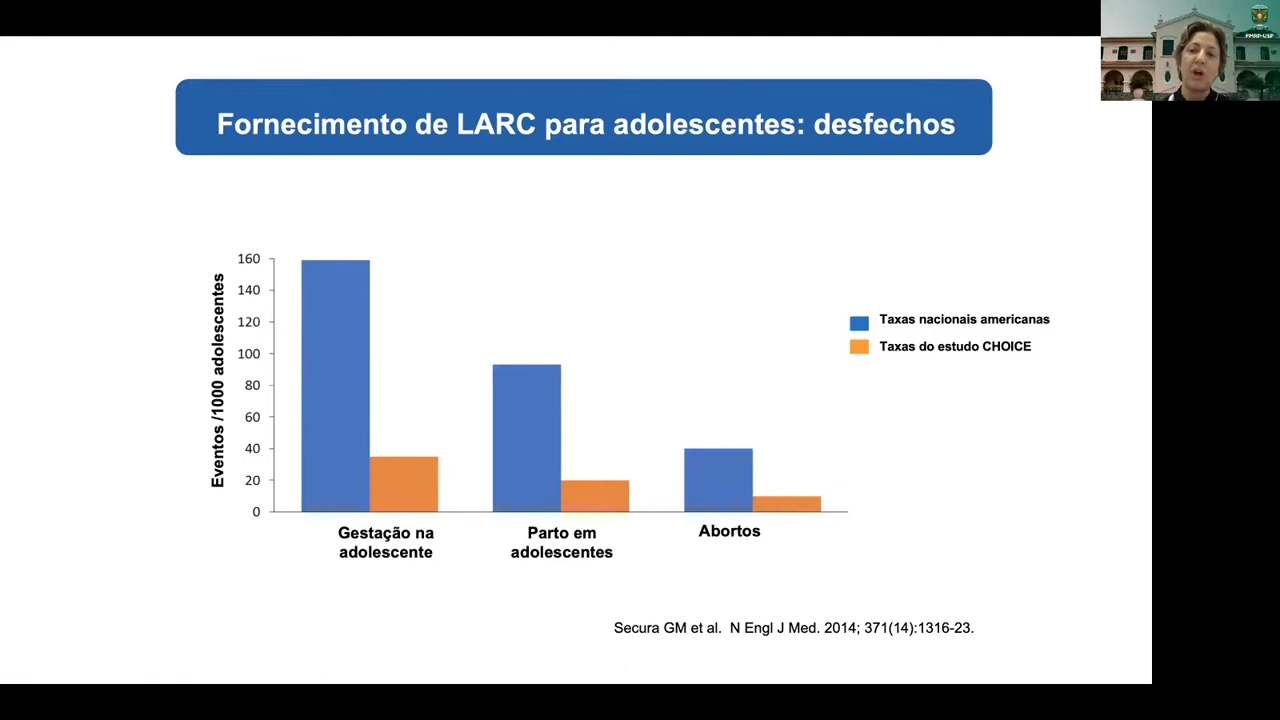 FMRP-USP
Fornecimento de LARC para adolescentes: desfechos
Eventos /1000 adolescentes
160
140
120
100
80
60
40
20
0
Gestação na
adolescente
Parto em
adolescentes
Abortos
Taxas nacionais americanas
Taxas do estudo CHOICE
Secura GM et al. N Engl J Med. 2014; 371(14):1316-23.